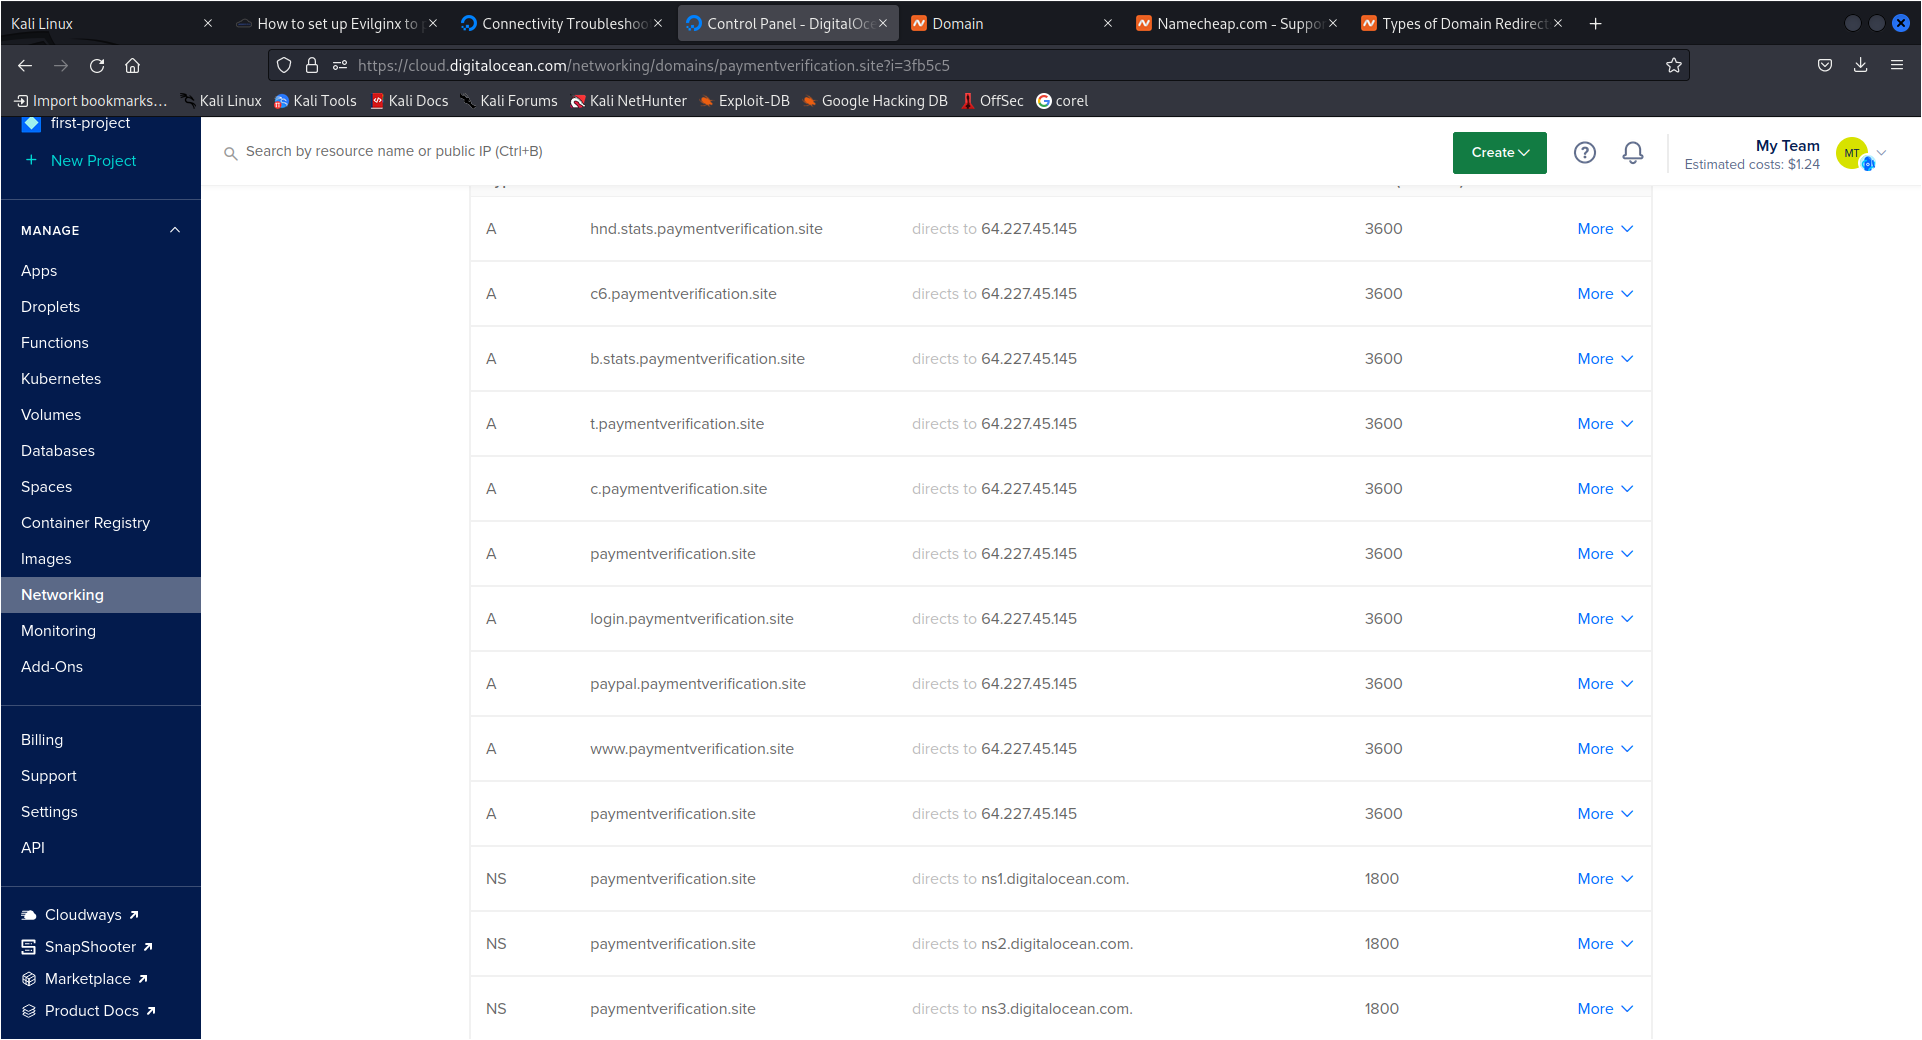 Kali Linux
How to set up Evilginx to
Connectivity Troubleshoo
Control Panel - DigitalOce
Domain
Namecheap.com - Suppo
Types of Domain Redirect
https://cloud.digitalocean.com/networking/domains/paymentverification.site?i=3fb5c5
Import bookmarks... Kali Linux Kali Tools Kali Docs Kali Forums Kali NetHunter Exploit-DB Google Hacking DB OffSec corel
first-project
+ New Project
MANAGE
Apps
Droplets
Functions
Kubernetes
Volumes
Databases
Spaces
Container Registry
Images
Networking
Monitoring
Add-Ons
Billing
Support
Settings
API
Cloudways
SnapShooter
Marketplace
Product Docs
Search by resource name or public IP (Ctrl+B)
Create
My Team
Estimated costs: $1.24
MT
A hnd.stats.paymentverification.site directs to 64.227.45.145 3600 More
A c6.paymentverification.site directs to 64.227.45.145 3600 More
A b.stats.paymentverification.site directs to 64.227.45.145 3600 More
A t.paymentverification.site directs to 64.227.45.145 3600 More
A c.paymentverification.site directs to 64.227.45.145 3600 More
A paymentverification.site directs to 64.227.45.145 3600 More
A login.paymentverification.site directs to 64.227.45.145 3600 More
A paypal.paymentverification.site directs to 64.227.45.145 3600 More
A www.paymentverification.site directs to 64.227.45.145 3600 More
A paymentverification.site directs to 64.227.45.145 3600 More
NS paymentverification.site directs to ns1.digitalocean.com. 1800 More
NS paymentverification.site directs to ns2.digitalocean.com. 1800 More
NS paymentverification.site directs to ns3.digitalocean.com. 1800 More